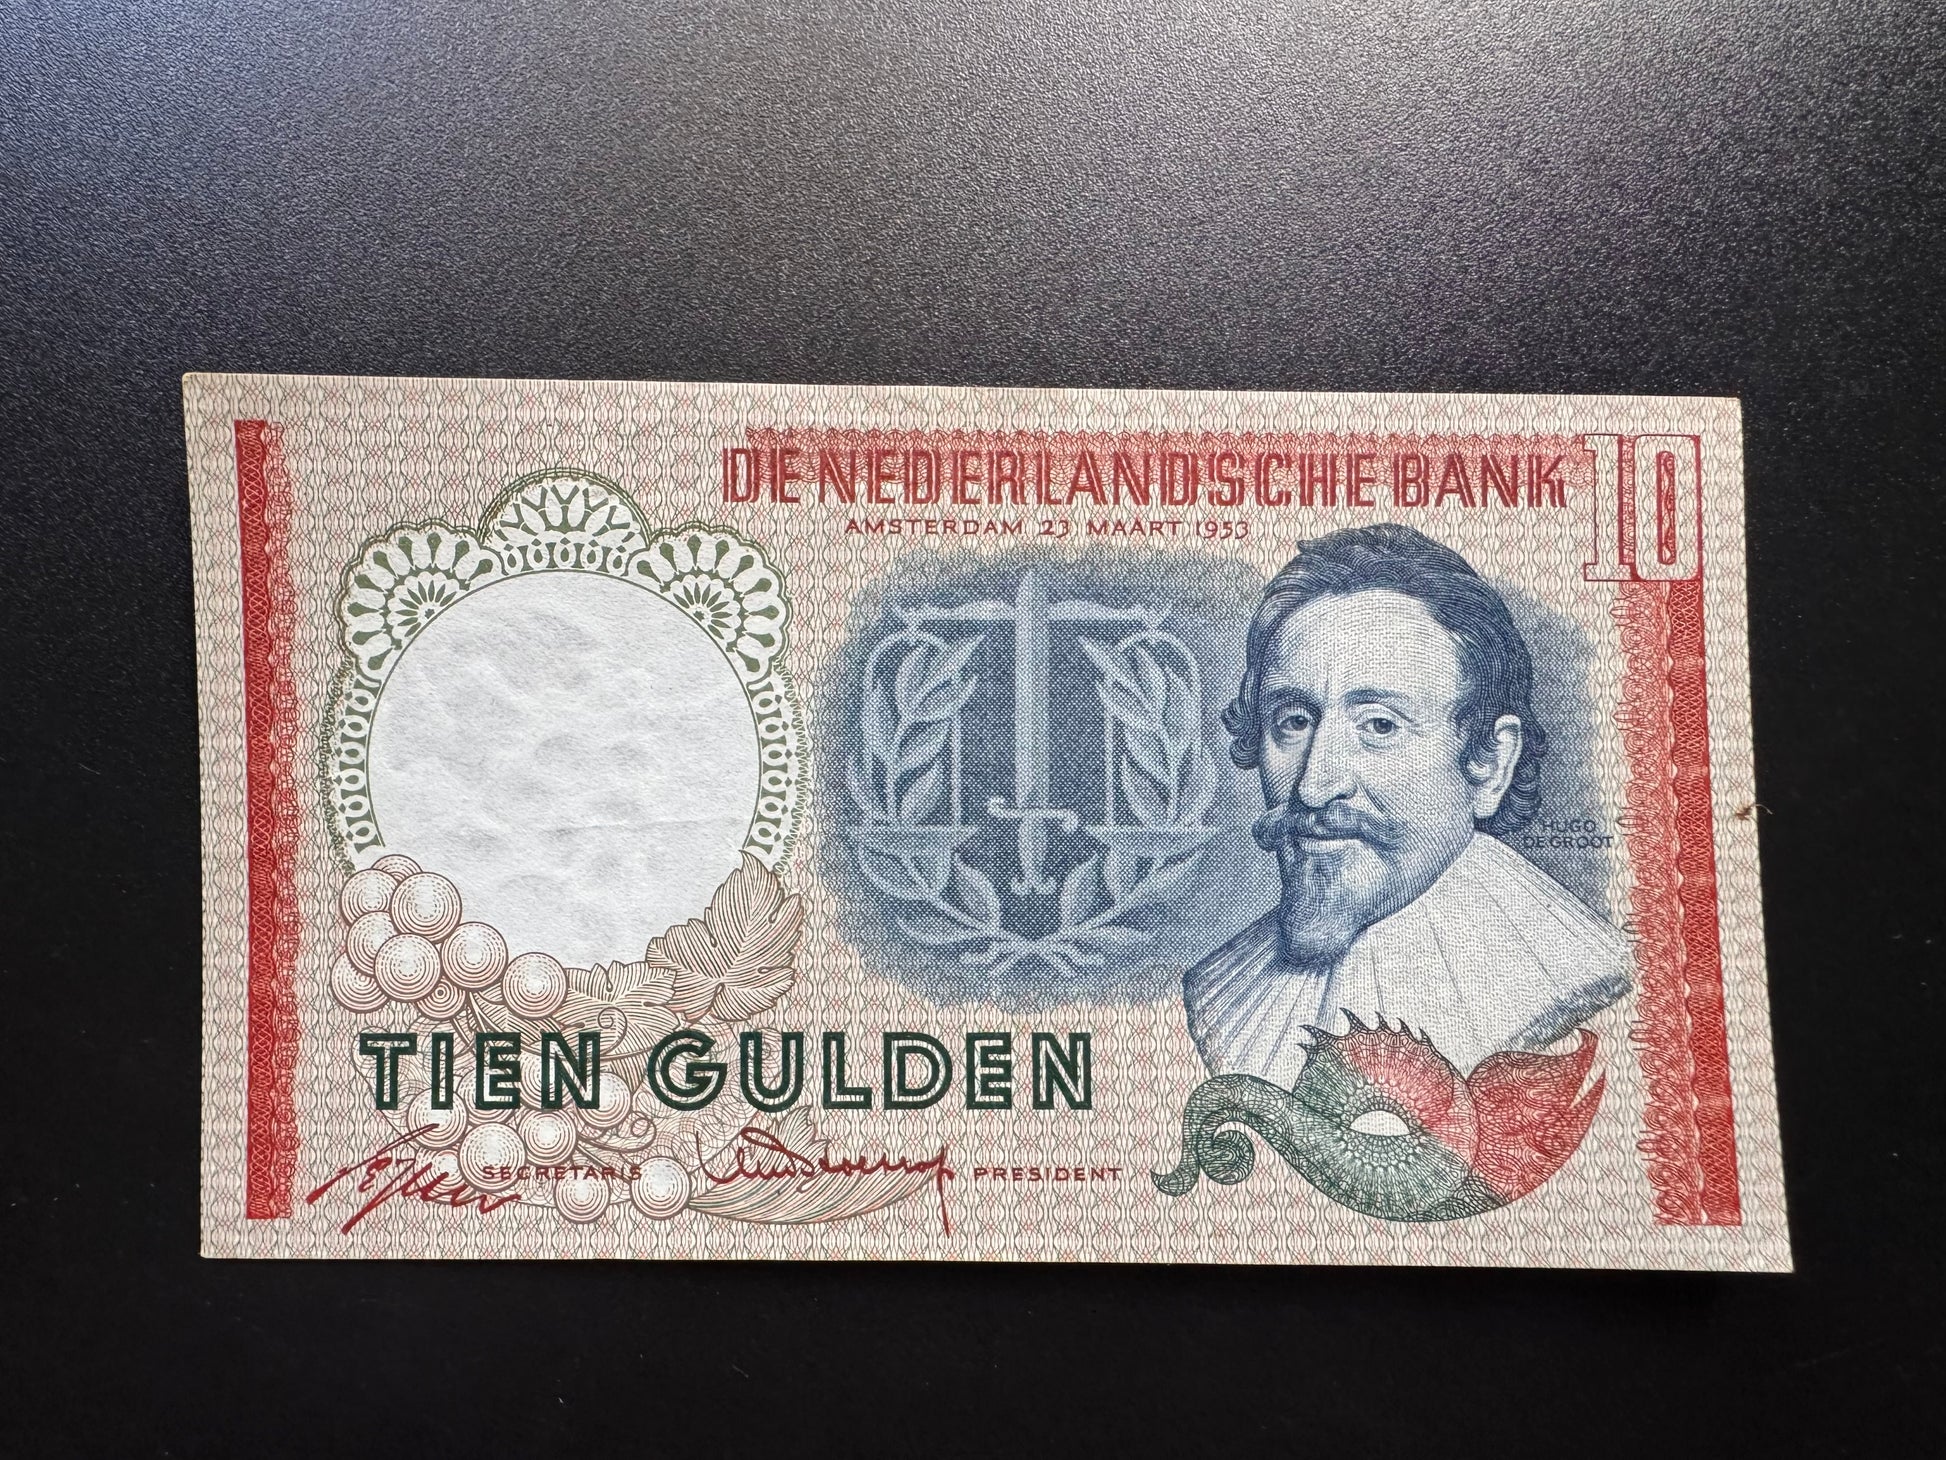 DE NEDERLANDSCHE BANK 10
AMSTERDAM 23 MAART 1953
HUGO
DE GROOT
TIEN GULDEN
SECRETARIS PRESIDENT